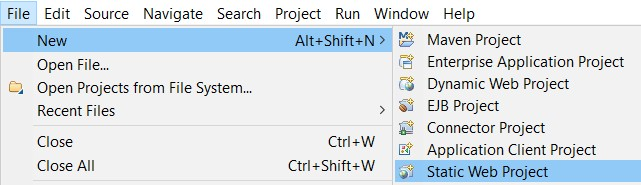 File Edit Source Navigate Search Project Run Window Help
New Alt+Shift+N >
Open File...
Open Projects from File System...
Recent Files >
Close Ctrl+W
Close All Ctrl+Shift+W
Maven Project
Enterprise Application Project
Dynamic Web Project
EJB Project
Connector Project
Application Client Project
Static Web Project